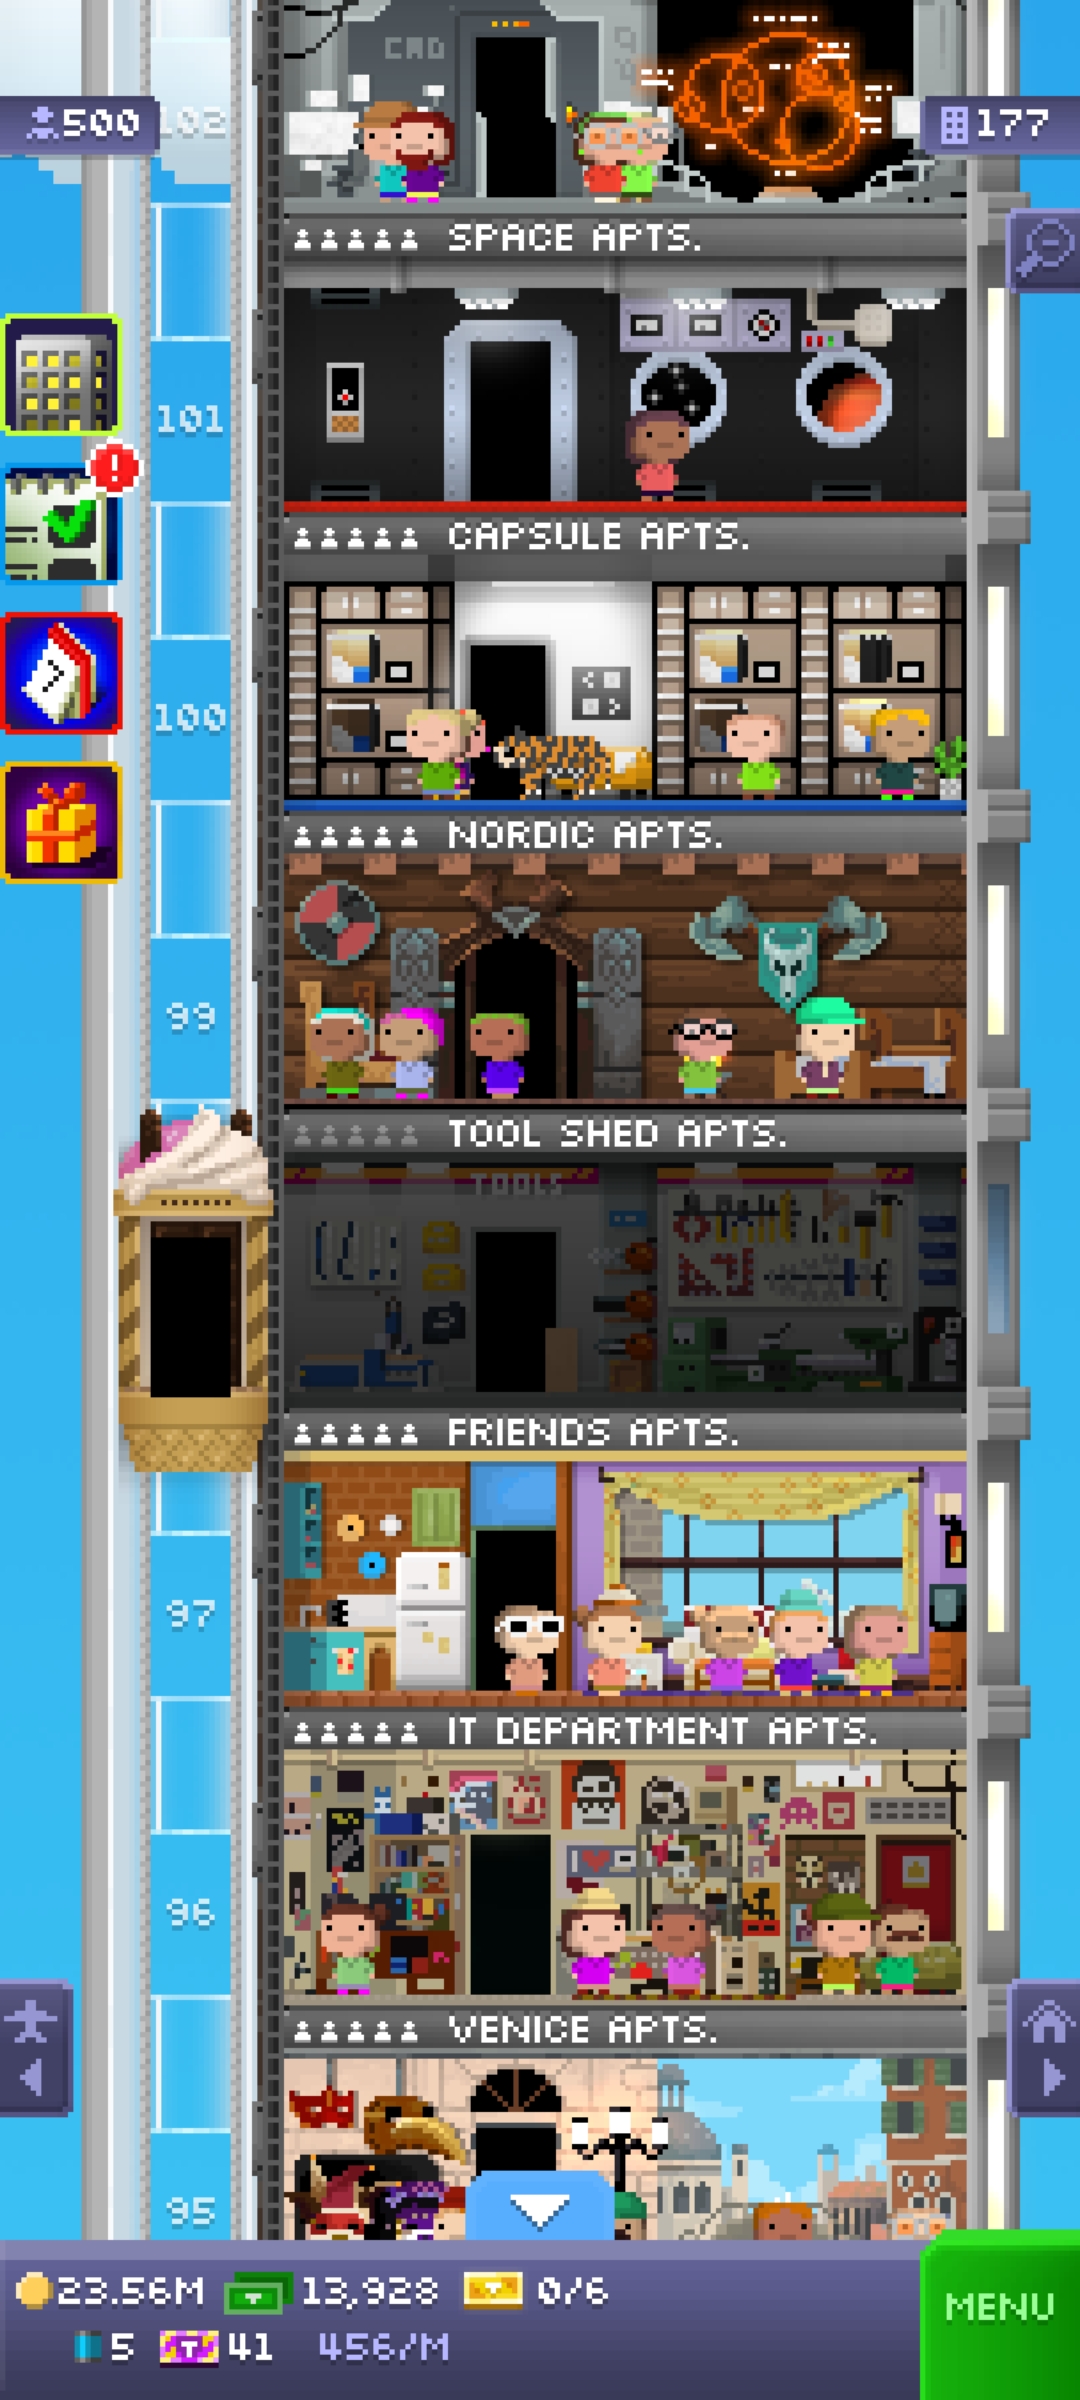 CAD
500
102
177
SPACE APTS.
101
CAPSULE APTS.
100
NORDIC APTS.
99
TOOL SHED APTS.
TOOLS
FRIENDS APTS.
97
IT DEPARTMENT APTS.
96
VENICE APTS.
95
23.56M 13,928 0/6
MENU
5 T 41 456/M